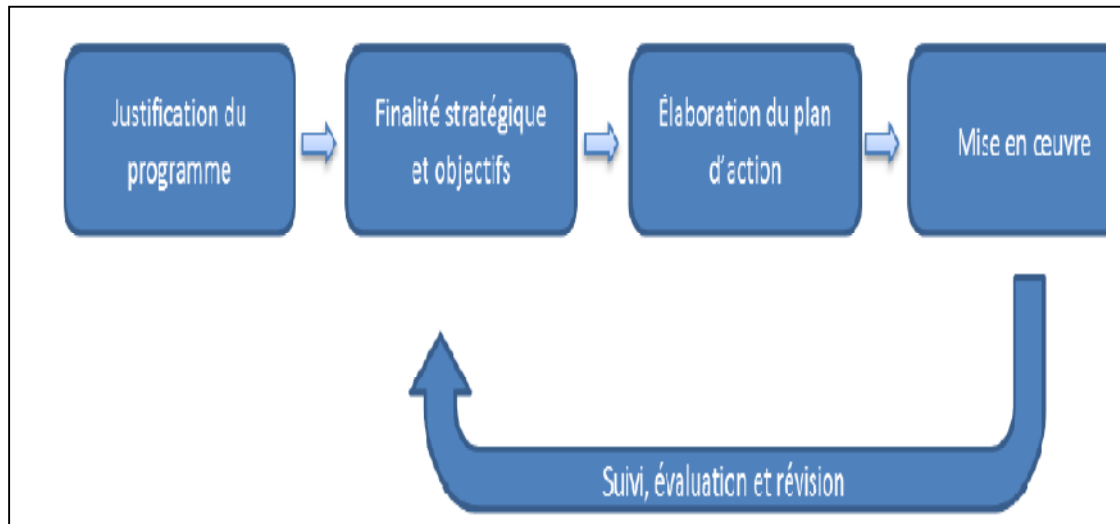 Justification du
programme
Finalité stratégique
et objectifs
Élaboration du plan
d'action
Mise en œuvre
Suivi, évaluation et révision